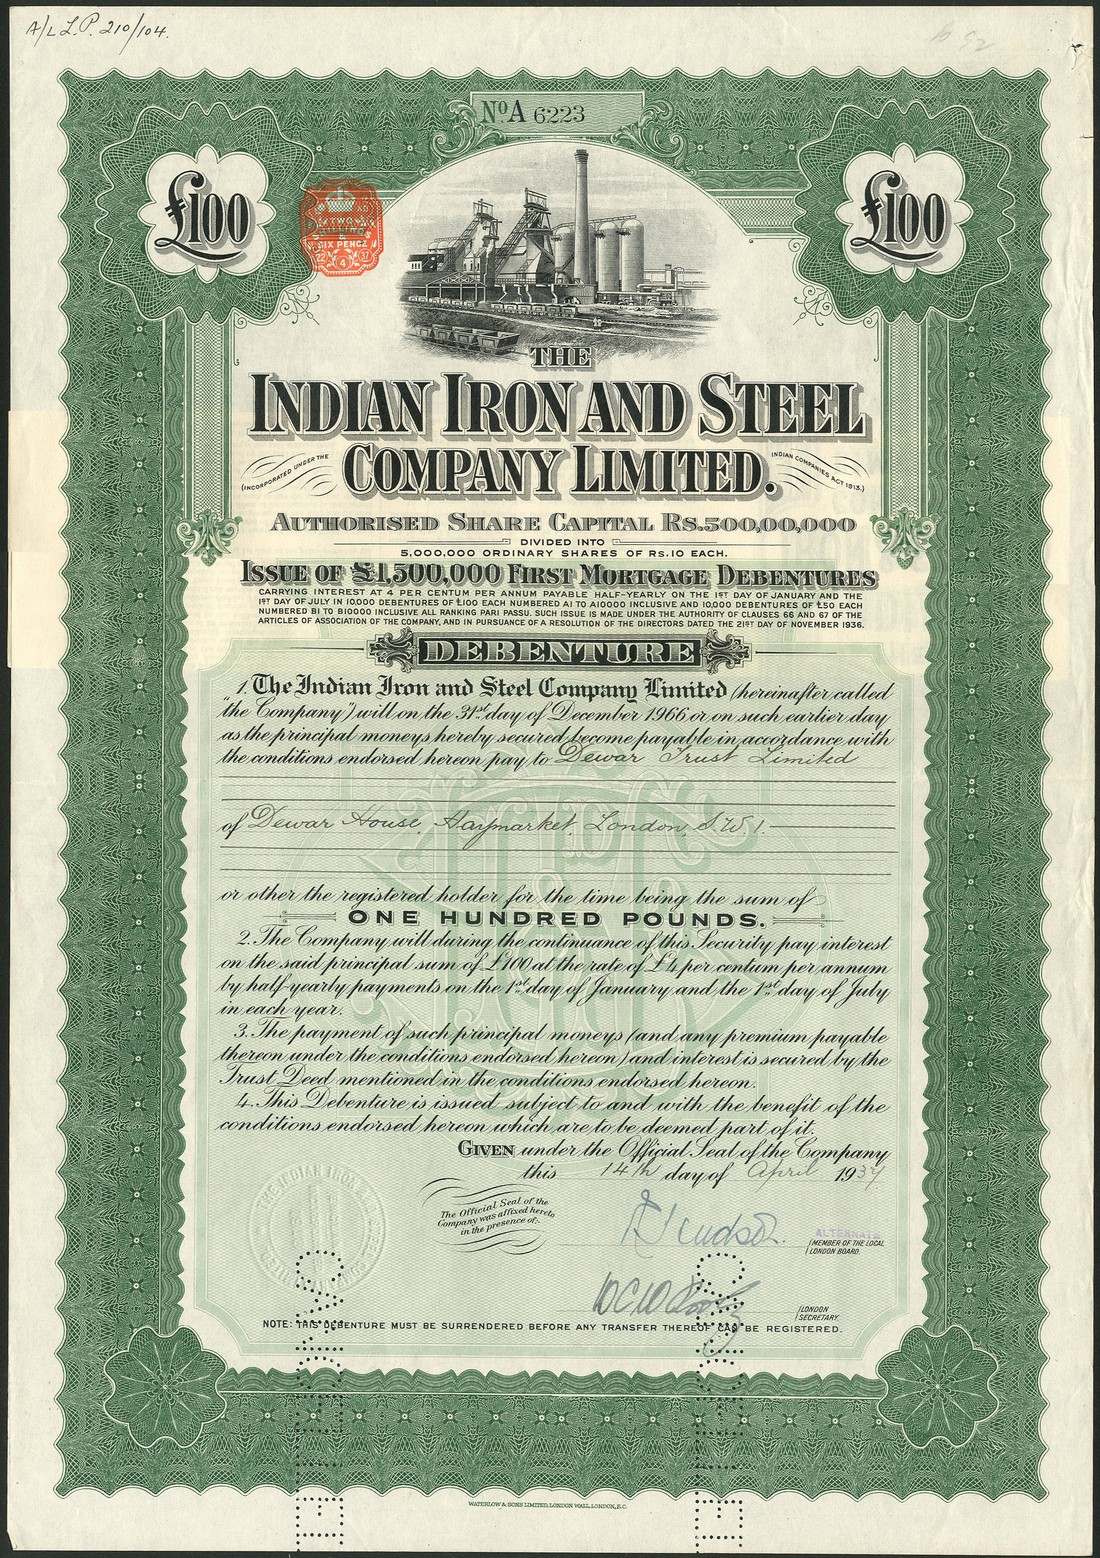 A/L L.P. 210/104.
No A 6223
£100
£100
TWO
SHILLINGS
&
SIX PENCE
22 4 37
THE
INDIAN IRON AND STEEL
COMPANY LIMITED.
(INCORPORATED UNDER THE INDIAN COMPANIES ACT 1913.)
AUTHORISED SHARE CAPITAL RS.500,00,000
DIVIDED INTO
5,000,000 ORDINARY SHARES OF RS.10 EACH.
ISSUE OF £1,500,000 FIRST MORTGAGE DEBENTURES
CARRYING INTEREST AT 4 PER CENTUM PER ANNUM PAYABLE HALF-YEARLY ON THE 1ST DAY OF JANUARY AND THE
1ST DAY OF JULY IN 10,000 DEBENTURES OF £100 EACH NUMBERED A1 TO A10000 INCLUSIVE AND 10,000 DEBENTURES OF £50 EACH
NUMBERED B1 TO B10000 INCLUSIVE ALL RANKING PARI PASSU. SUCH ISSUE IS MADE UNDER THE AUTHORITY OF CLAUSES 66 AND 67 OF THE
ARTICLES OF ASSOCIATION OF THE COMPANY, AND IN PURSUANCE OF A RESOLUTION OF THE DIRECTORS DATED THE 21ST DAY OF NOVEMBER 1936.
DEBENTURE
1. The Indian Iron and Steel Company Limited (hereinafter called
"the Company") will on the 31st day of December 1966 or on such earlier day
as the principal moneys hereby secured become payable in accordance with
the conditions endorsed hereon pay to Dewar Trust Limited
of Dewar House, Haymarket, London, S.W.1.
or other the registered holder for the time being the sum of
ONE HUNDRED POUNDS.
2. The Company will during the continuance of this Security pay interest
on the said principal sum of £100 at the rate of £4 per centum per annum
by half-yearly payments on the 1st day of January and the 1st day of July
in each year.
3. The payment of such principal moneys (and any premium payable
thereon under the conditions endorsed hereon) and interest is secured by the
Trust Deed mentioned in the conditions endorsed hereon.
4. This Debenture is issued subject to and with the benefit of the
conditions endorsed hereon which are to be deemed part of it.
GIVEN under the Official Seal of the Company
this 14th day of April 1937
The Official Seal of the
Company was affixed hereto
in the presence of:-
ALTERNATE
MEMBER OF THE LOCAL
LONDON BOARD.
LONDON
SECRETARY.
NOTE: THIS DEBENTURE MUST BE SURRENDERED BEFORE ANY TRANSFER THEREOF CAN BE REGISTERED.
WATERLOW & SONS LIMITED, LONDON WALL, LONDON, E.C.